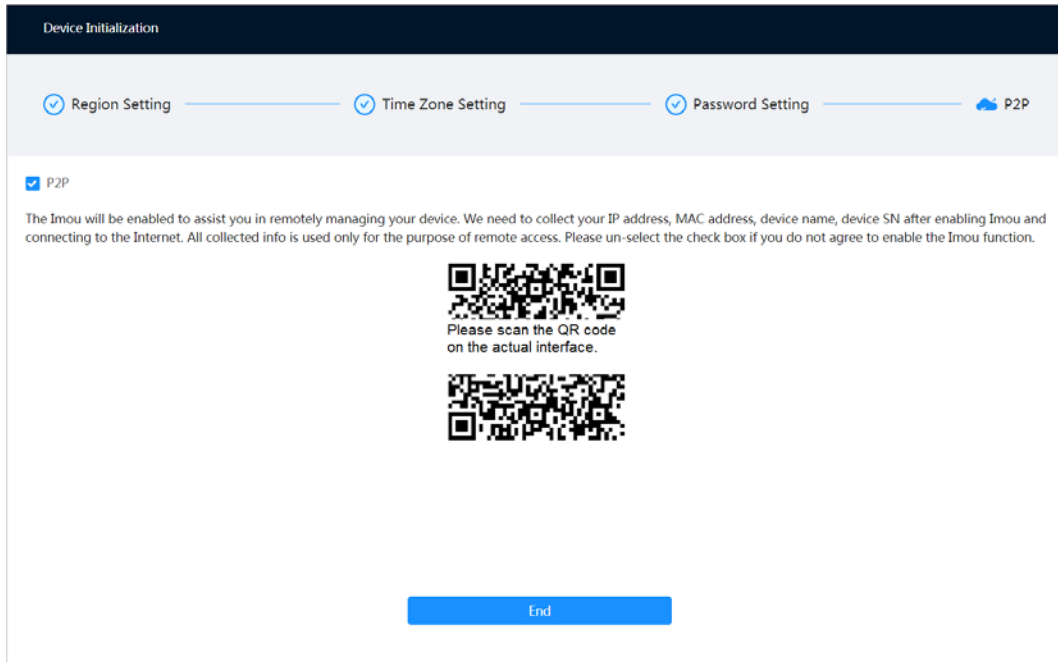 Device Initialization
Region Setting
Time Zone Setting
Password Setting
P2P
P2P
The Imou will be enabled to assist you in remotely managing your device. We need to collect your IP address, MAC address, device name, device SN after enabling Imou and
connecting to the Internet. All collected info is used only for the purpose of remote access. Please un-select the check box if you do not agree to enable the Imou function.
Please scan the QR code
on the actual interface.
End